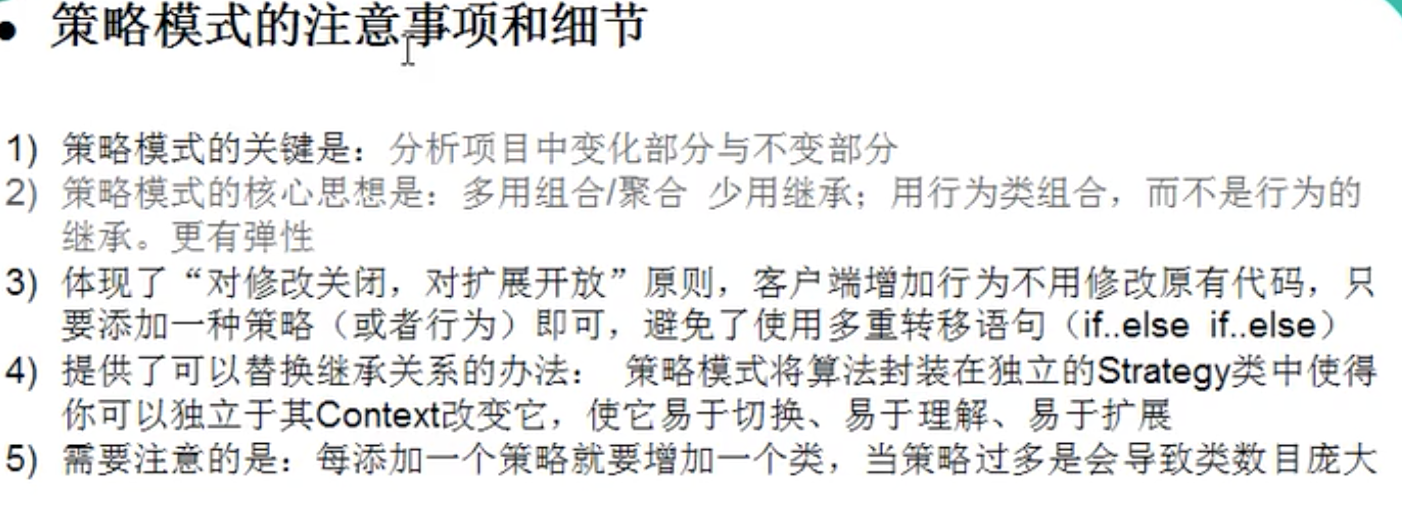 ● 策略模式的注意事项和细节
1) 策略模式的关键是：分析项目中变化部分与不变部分
2) 策略模式的核心思想是：多用组合/聚合 少用继承；用行为类组合，而不是行为的
继承。更有弹性
3) 体现了“对修改关闭，对扩展开放”原则，客户端增加行为不用修改原有代码，只
要添加一种策略（或者行为）即可，避免了使用多重转移语句（if..else if..else）
4) 提供了可以替换继承关系的办法： 策略模式将算法封装在独立的Strategy类中使得
你可以独立于其Context改变它，使它易于切换、易于理解、易于扩展
5) 需要注意的是：每添加一个策略就要增加一个类，当策略过多是会导致类数目庞大